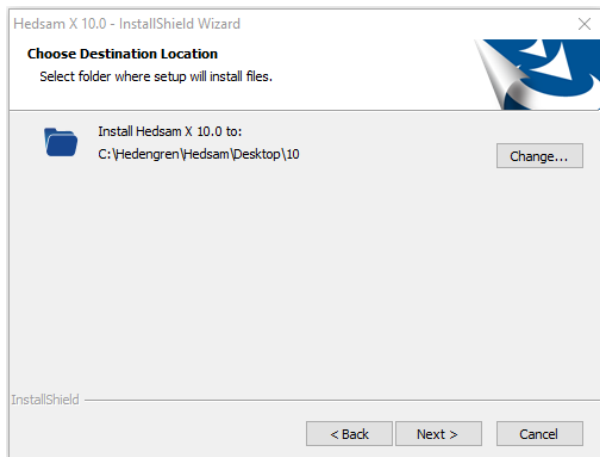 Hedsam X 10.0 - InstallShield Wizard
Choose Destination Location
Select folder where setup will install files.
Install Hedsam X 10.0 to:
C:\Hedengren\Hedsam\Desktop\10
Change...
InstallShield
< Back
Next >
Cancel